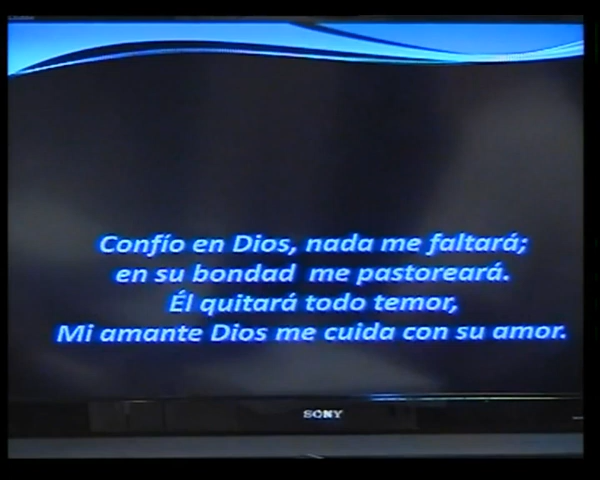 Confío en Dios, nada me faltará;
en su bondad me pastoreará.
Él quitará todo temor,
Mi amante Dios me cuida con su amor.
SONY